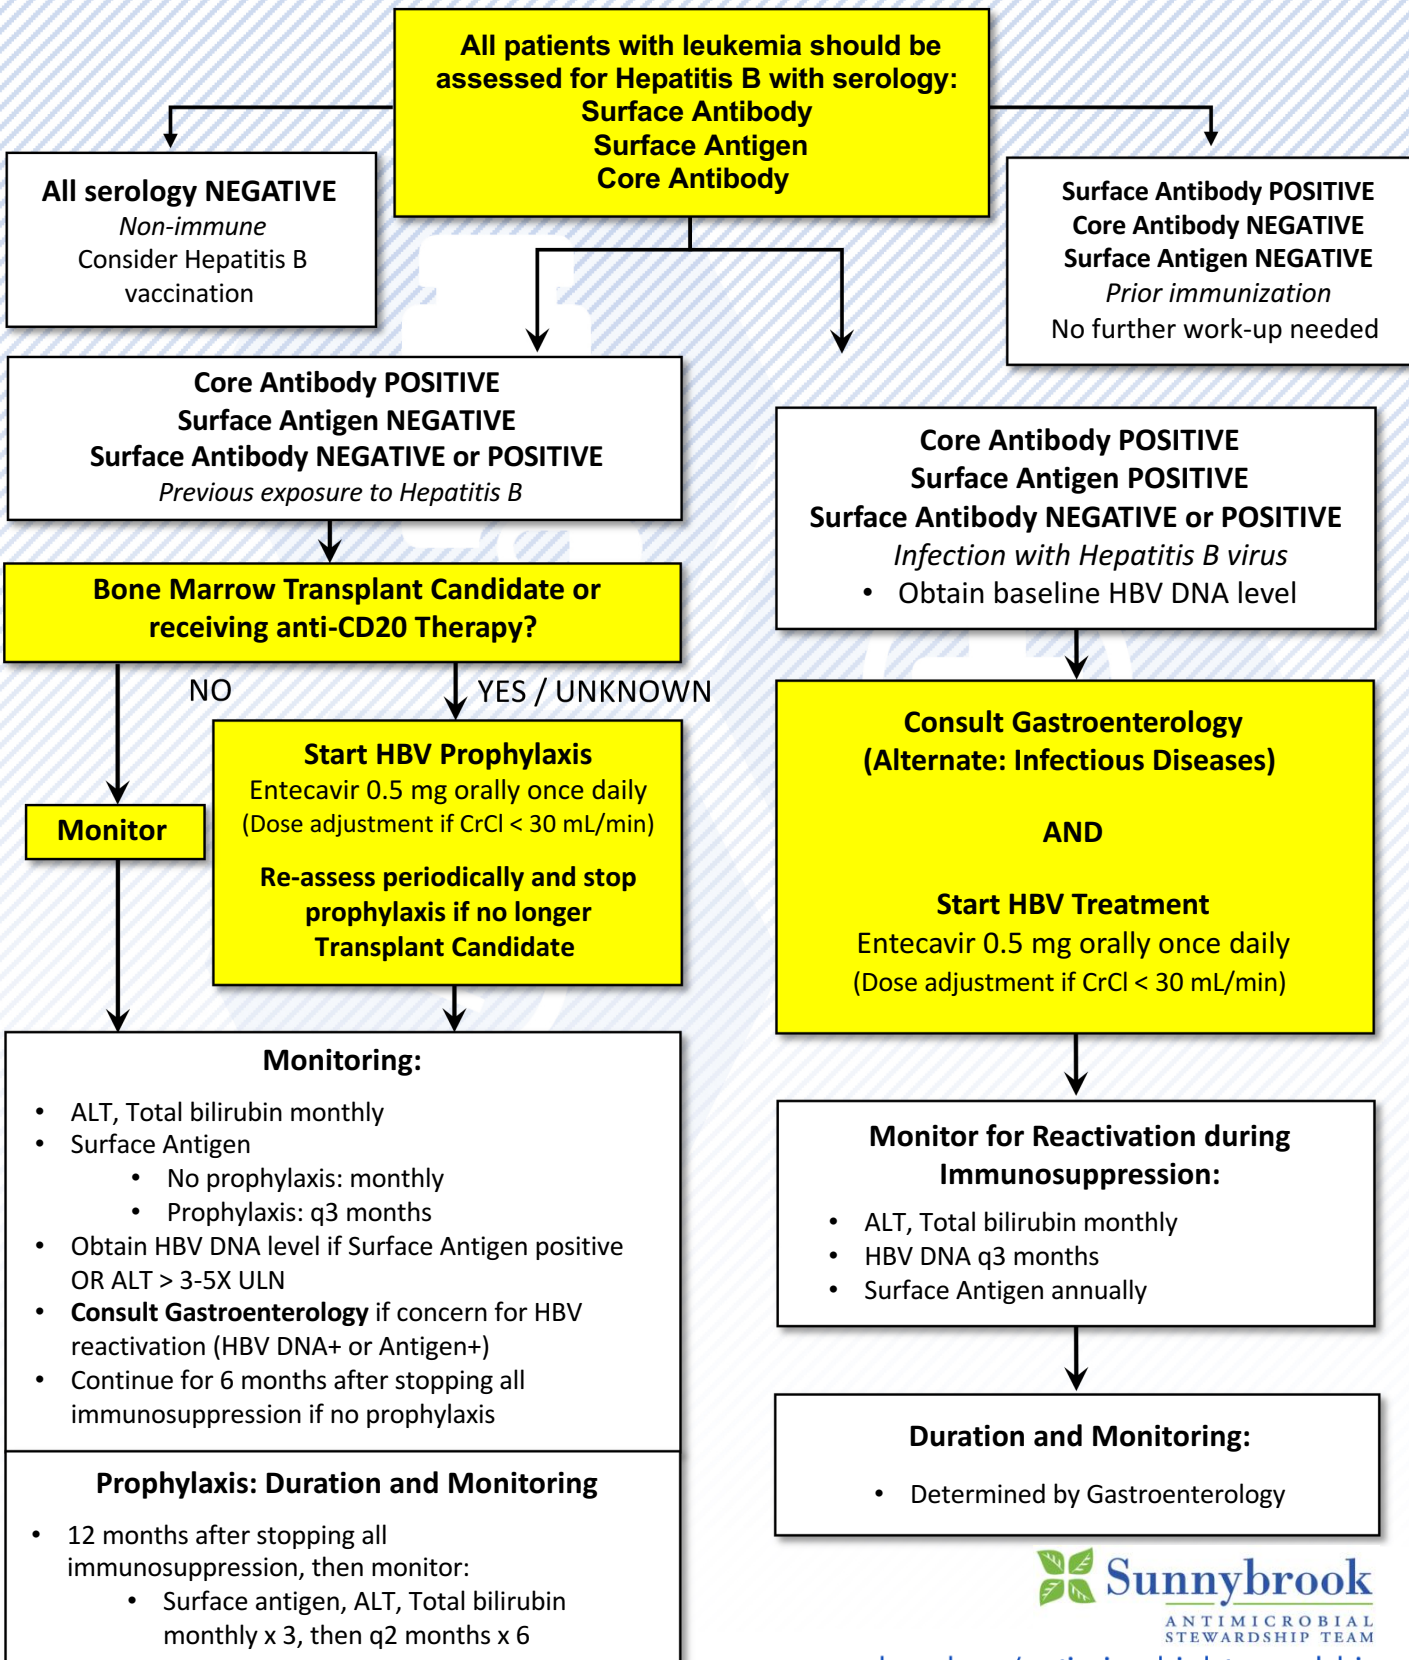 All patients with leukemia should be
assessed for Hepatitis B with serology:
Surface Antibody
Surface Antigen
Core Antibody
All serology NEGATIVE
Non-immune
Consider Hepatitis B
vaccination
Surface Antibody POSITIVE
Core Antibody NEGATIVE
Surface Antigen NEGATIVE
Prior immunization
No further work-up needed
Core Antibody POSITIVE
Surface Antigen NEGATIVE
Surface Antibody NEGATIVE or POSITIVE
Previous exposure to Hepatitis B
Bone Marrow Transplant Candidate or
receiving anti-CD20 Therapy?
NO
YES / UNKNOWN
Monitor
Start HBV Prophylaxis
Entecavir 0.5 mg orally once daily
(Dose adjustment if CrCl < 30 mL/min)
Re-assess periodically and stop
prophylaxis if no longer
Transplant Candidate
Monitoring:
• ALT, Total bilirubin monthly
• Surface Antigen
• No prophylaxis: monthly
• Prophylaxis: q3 months
• Obtain HBV DNA level if Surface Antigen positive
OR ALT > 3-5X ULN
• Consult Gastroenterology if concern for HBV
reactivation (HBV DNA+ or Antigen+)
• Continue for 6 months after stopping all
immunosuppression if no prophylaxis
Prophylaxis: Duration and Monitoring
• 12 months after stopping all
immunosuppression, then monitor:
• Surface antigen, ALT, Total bilirubin
monthly x 3, then q2 months x 6
Core Antibody POSITIVE
Surface Antigen POSITIVE
Surface Antibody NEGATIVE or POSITIVE
Infection with Hepatitis B virus
• Obtain baseline HBV DNA level
Consult Gastroenterology
(Alternate: Infectious Diseases)
AND
Start HBV Treatment
Entecavir 0.5 mg orally once daily
(Dose adjustment if CrCl < 30 mL/min)
Monitor for Reactivation during
Immunosuppression:
• ALT, Total bilirubin monthly
• HBV DNA q3 months
• Surface Antigen annually
Duration and Monitoring:
• Determined by Gastroenterology
Sunnybrook
ANTIMICROBIAL
STEWARDSHIP TEAM